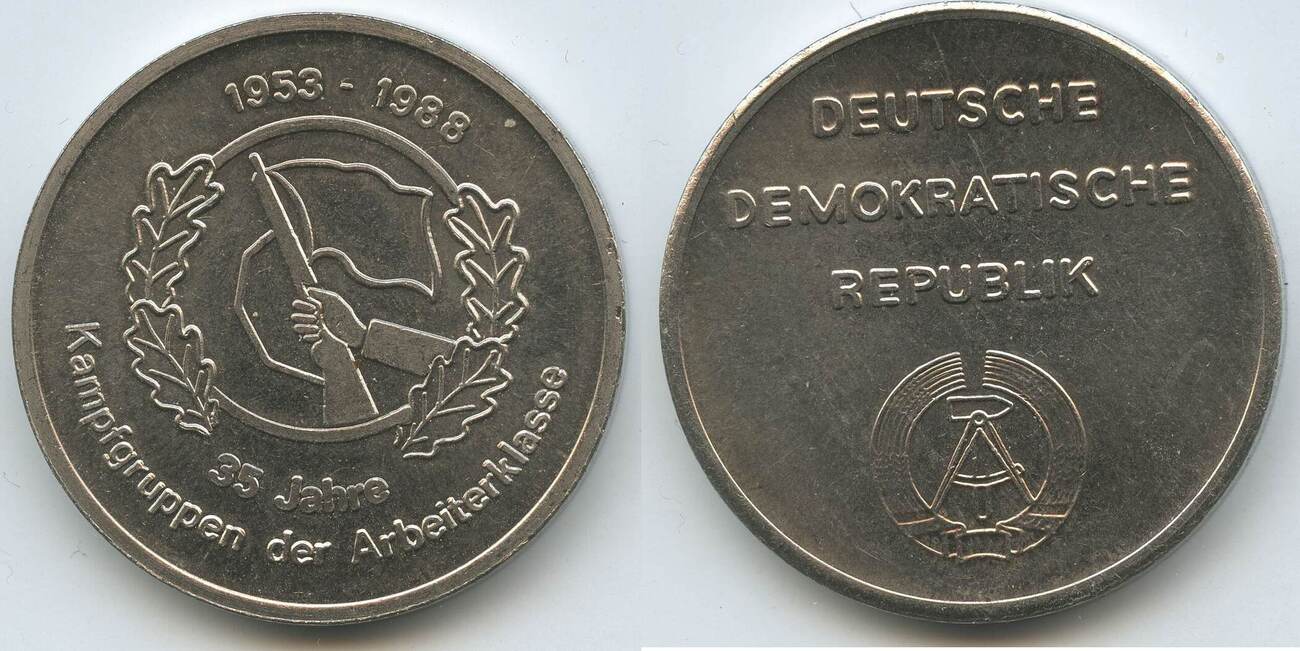 1953 - 1988
35 Jahre
Kampfgruppen der Arbeiterklasse
DEUTSCHE
DEMOKRATISCHE
REPUBLIK